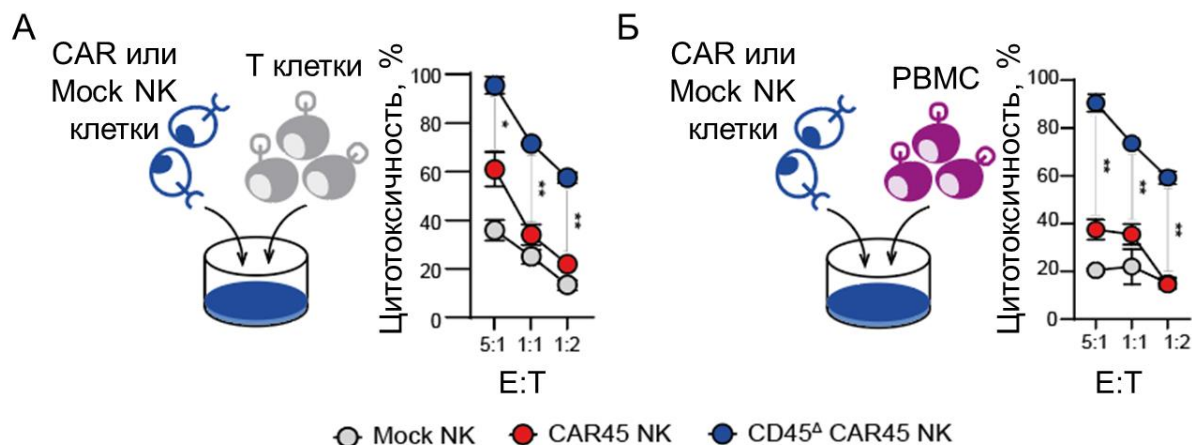 А
CAR или
Mock NK
клетки
Т клетки
Цитотоксичность, %
100
80
60
40
20
0
*
**
**
5:1 1:1 1:2
E:T
Б
CAR или
Mock NK
клетки
PBMC
Цитотоксичность, %
100
80
60
40
20
0
**
**
**
5:1 1:1 1:2
E:T
Mock NK CAR45 NK CD45Δ CAR45 NK